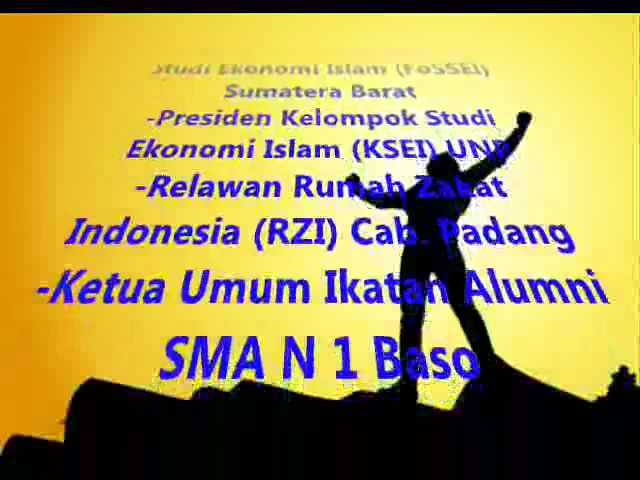 Studi Ekonomi Islam (FoSSEI)
Sumatera Barat
-Presiden Kelompok Studi
Ekonomi Islam (KSEI) UNP
-Relawan Rumah Zakat
Indonesia (RZI) Cab. Padang
-Ketua Umum Ikatan Alumni
SMA N 1 Baso